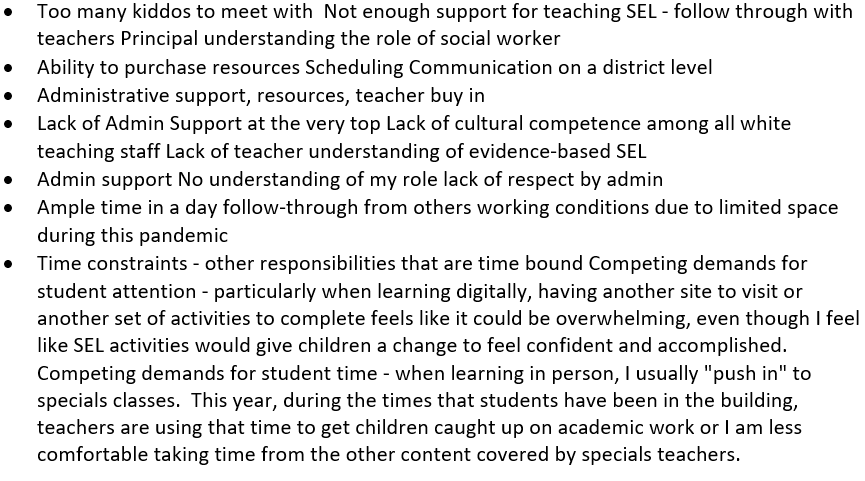 • Too many kiddos to meet with  Not enough support for teaching SEL - follow through with
teachers Principal understanding the role of social worker
• Ability to purchase resources Scheduling Communication on a district level
• Administrative support, resources, teacher buy in
• Lack of Admin Support at the very top Lack of cultural competence among all white
teaching staff Lack of teacher understanding of evidence-based SEL
• Admin support No understanding of my role lack of respect by admin
• Ample time in a day follow-through from others working conditions due to limited space
during this pandemic
• Time constraints - other responsibilities that are time bound Competing demands for
student attention - particularly when learning digitally, having another site to visit or
another set of activities to complete feels like it could be overwhelming, even though I feel
like SEL activities would give children a change to feel confident and accomplished.
Competing demands for student time - when learning in person, I usually "push in" to
specials classes.  This year, during the times that students have been in the building,
teachers are using that time to get children caught up on academic work or I am less
comfortable taking time from the other content covered by specials teachers.